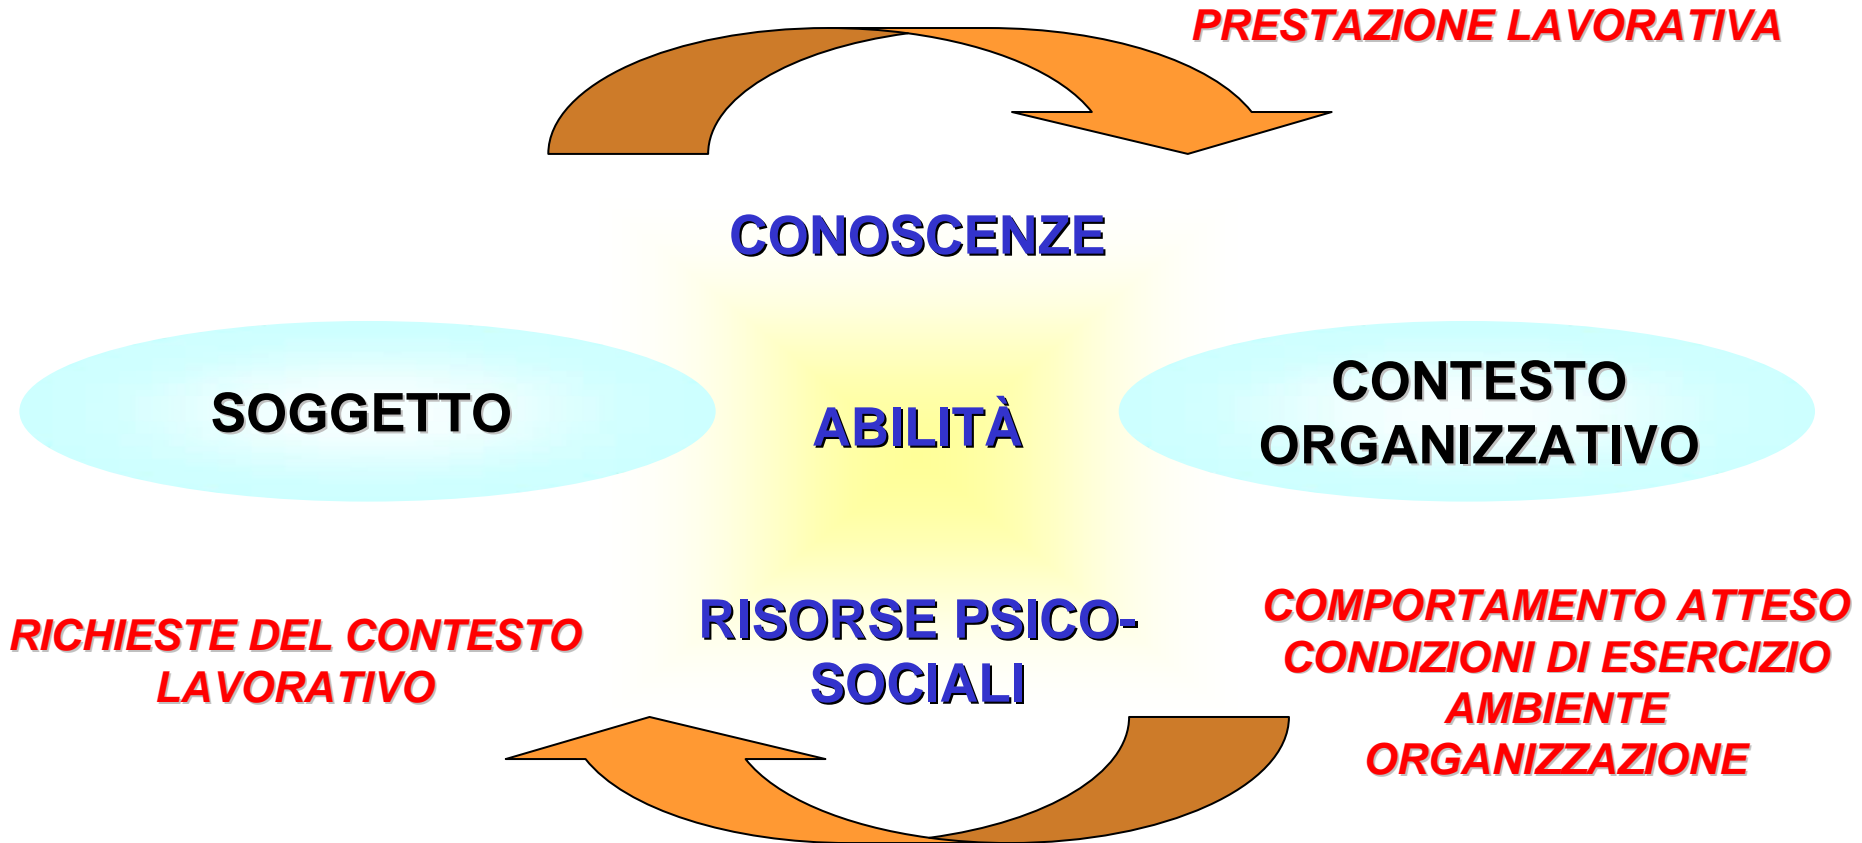 PRESTAZIONE LAVORATIVA
CONOSCENZE
SOGGETTO
ABILITÀ
CONTESTO
ORGANIZZATIVO
RICHIESTE DEL CONTESTO
LAVORATIVO
RISORSE PSICO-
SOCIALI
COMPORTAMENTO ATTESO
CONDIZIONI DI ESERCIZIO
AMBIENTE
ORGANIZZAZIONE